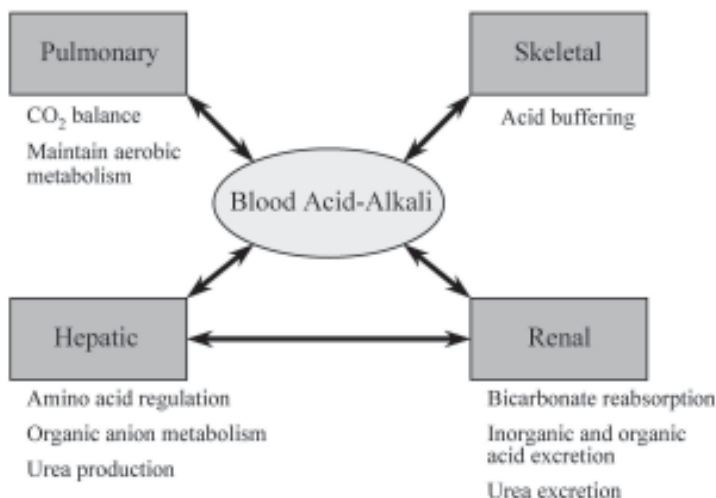 Pulmonary
CO₂ balance
Maintain aerobic
metabolism
Skeletal
Acid buffering
Blood Acid-Alkali
Hepatic
Amino acid regulation
Organic anion metabolism
Urea production
Renal
Bicarbonate reabsorption
Inorganic and organic
acid excretion
Urea excretion